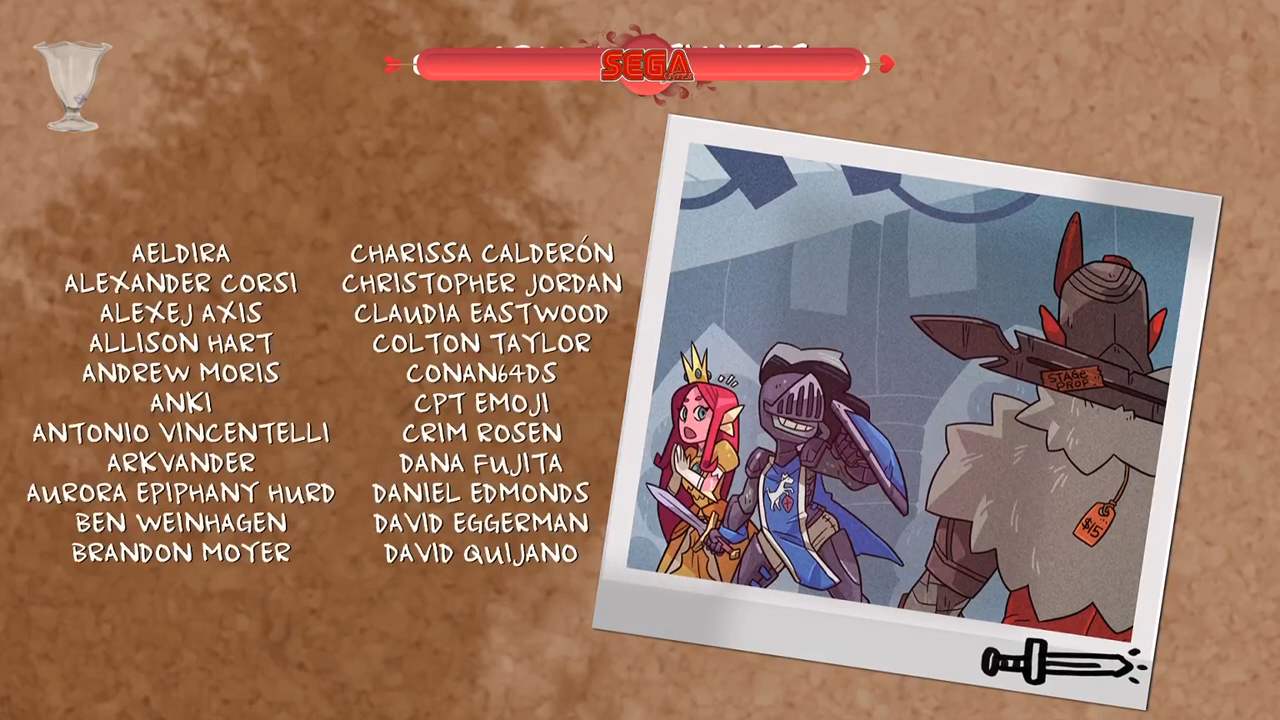 SEGA
AELDIRA
ALEXANDER CORSI
ALEXEJ AXIS
ALLISON HART
ANDREW MORIS
ANKI
ANTONIO VINCENTELLI
ARKVANDER
AURORA EPIPHANY HURD
BEN WEINHAGEN
BRANDON MOYER
CHARISSA CALDERÓN
CHRISTOPHER JORDAN
CLAUDIA EASTWOOD
COLTON TAYLOR
CONAN64DS
CPT EMOJI
CRIM ROSEN
DANA FUJITA
DANIEL EDMONDS
DAVID EGGERMAN
DAVID QUIJANO
STAGE
PROP
$15